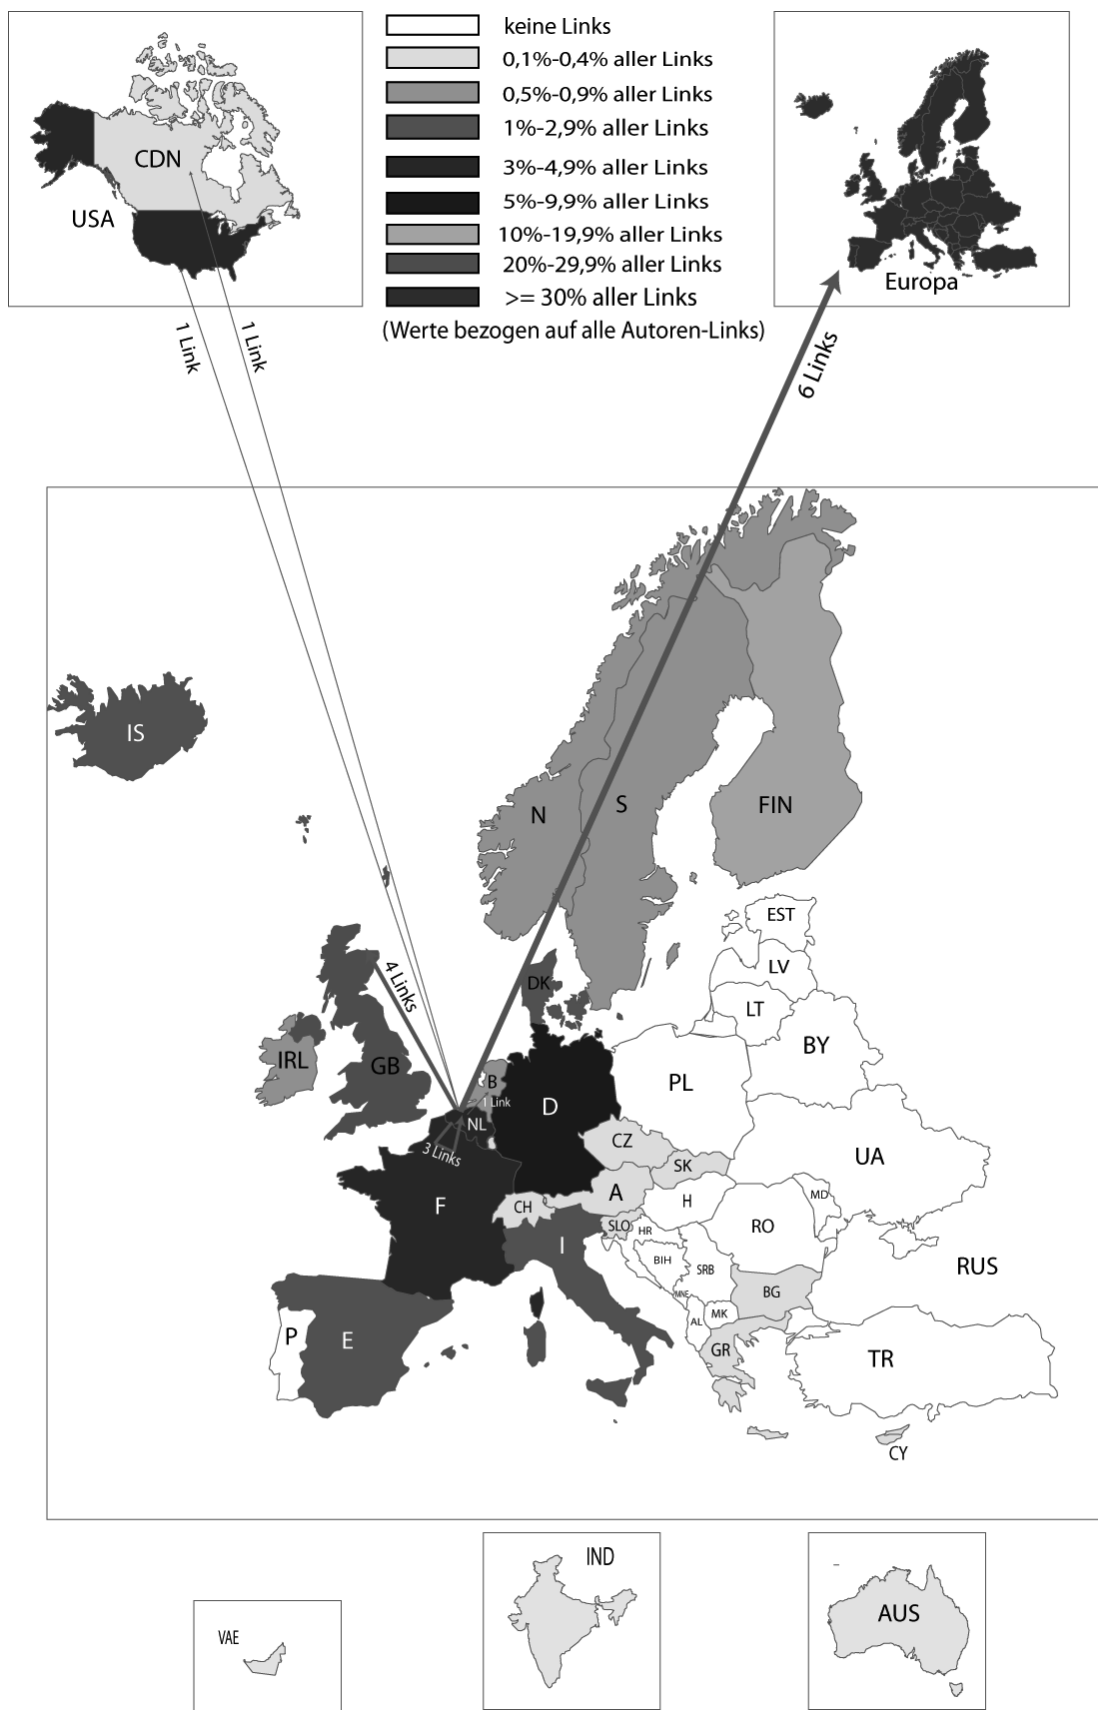 keine Links
0,1%-0,4% aller Links
0,5%-0,9% aller Links
1%-2,9% aller Links
3%-4,9% aller Links
5%-9,9% aller Links
10%-19,9% aller Links
20%-29,9% aller Links
>= 30% aller Links
(Werte bezogen auf alle Autoren-Links)
CDN
USA
Europa
1 Link
1 Link
6 Links
IS
N
S
FIN
EST
LV
LT
BY
DK
4 Links
IRL
GB
B
= 1 Link
NL
3 Links
D
PL
CZ
SK
UA
F
CH
A
H
MD
SLO
HR
RO
I
BIH
SRB
RUS
MNE
BG
P
E
AL
MK
GR
TR
CY
IND
AUS
VAE